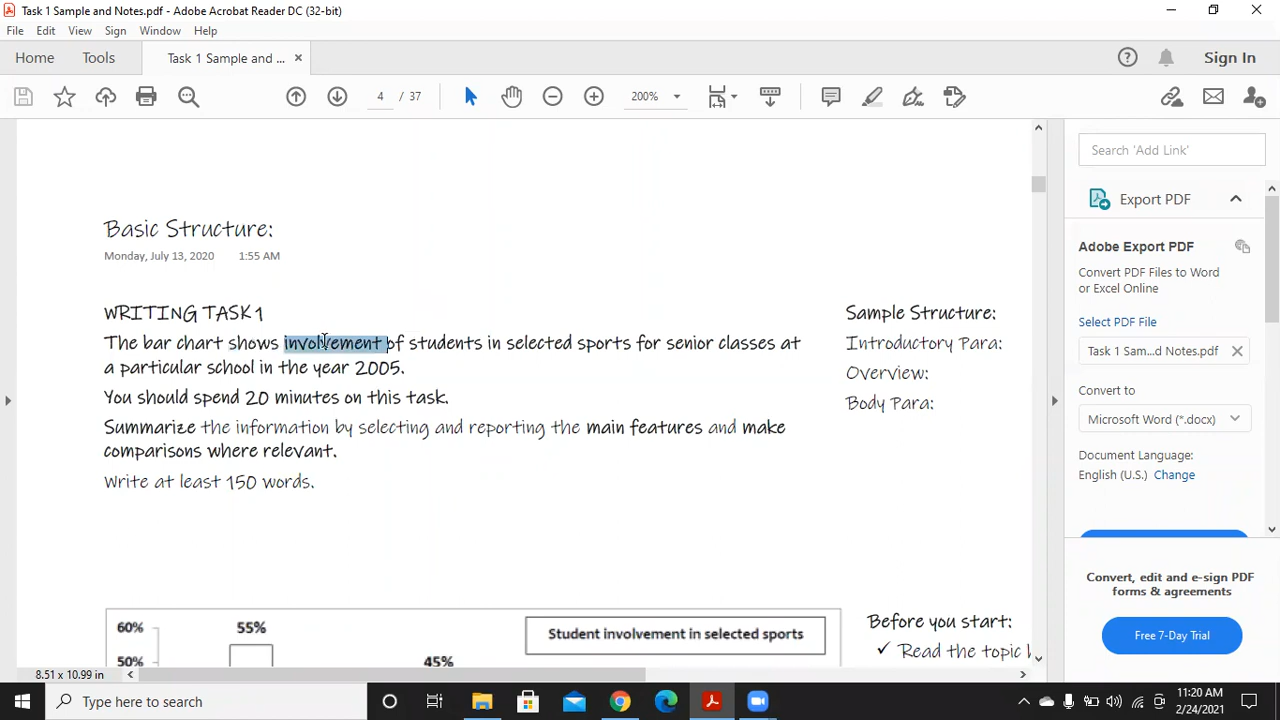 Task 1 Sample and Notes.pdf - Adobe Acrobat Reader DC (32-bit)
File Edit View Sign Window Help
Home Tools Task 1 Sample and ... × Sign In
4 / 37 200%
Search 'Add Link'
Export PDF
Adobe Export PDF
Convert PDF Files to Word
or Excel Online
Select PDF File
Task 1 Sam...d Notes.pdf
Convert to
Microsoft Word (*.docx)
Document Language:
English (U.S.) Change
Convert, edit and e-sign PDF
forms & agreements
Free 7-Day Trial
Basic Structure:
Monday, July 13, 2020 1:55 AM
WRITING TASK 1
The bar chart shows involvement of students in selected sports for senior classes at
a particular school in the year 2005.
You should spend 20 minutes on this task.
Summarize the information by selecting and reporting the main features and make
comparisons where relevant.
Write at least 150 words.
Sample Structure:
Introductory Para:
Overview:
Body Para:
60% 55%
Student involvement in selected sports
50% 45%
Before you start:
✓ Read the topic
8.51 x 10.99 in
Type here to search
11:20 AM
2/24/2021